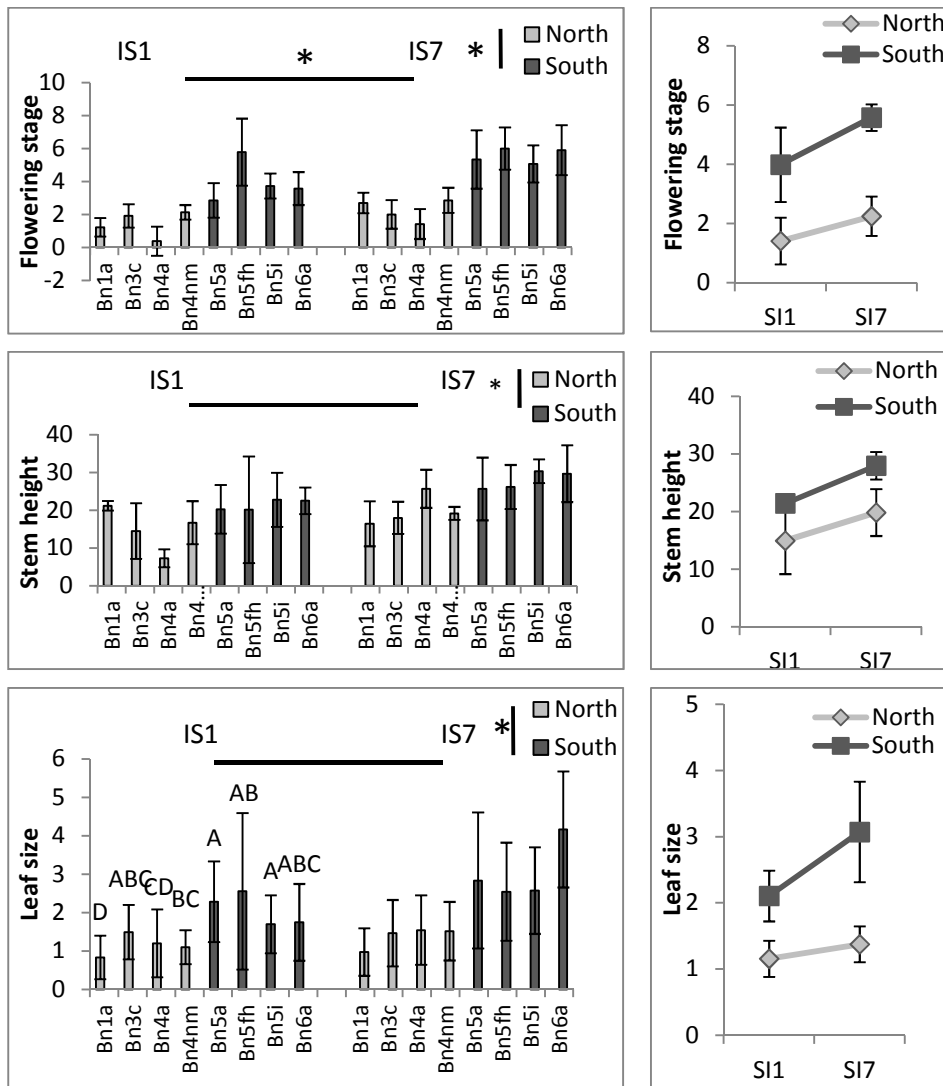 IS1 * IS7 * North
South
Flowering stage
10
8
6
4
2
0
-2
Bn1a Bn3c Bn4a Bn4nm Bn5a Bn5fh Bn5i Bn6a Bn1a Bn3c Bn4a Bn4nm Bn5a Bn5fh Bn5i Bn6a
North
South
Flowering stage
8
6
4
2
0
SI1 SI7
IS1 IS7 * North
South
Stem height
40
30
20
10
0
Bn1a Bn3c Bn4a Bn4... Bn5a Bn5fh Bn5i Bn6a Bn1a Bn3c Bn4a Bn4... Bn5a Bn5fh Bn5i Bn6a
North
South
Stem height
40
30
20
10
0
SI1 SI7
IS1 IS7 * North
South
Leaf size
6
5
4
3
2
1
0
D ABC CD BC A AB A ABC
Bn1a Bn3c Bn4a Bn4nm Bn5a Bn5fh Bn5i Bn6a Bn1a Bn3c Bn4a Bn4nm Bn5a Bn5fh Bn5i Bn6a
North
South
Leaf size
5
4
3
2
1
0
SI1 SI7